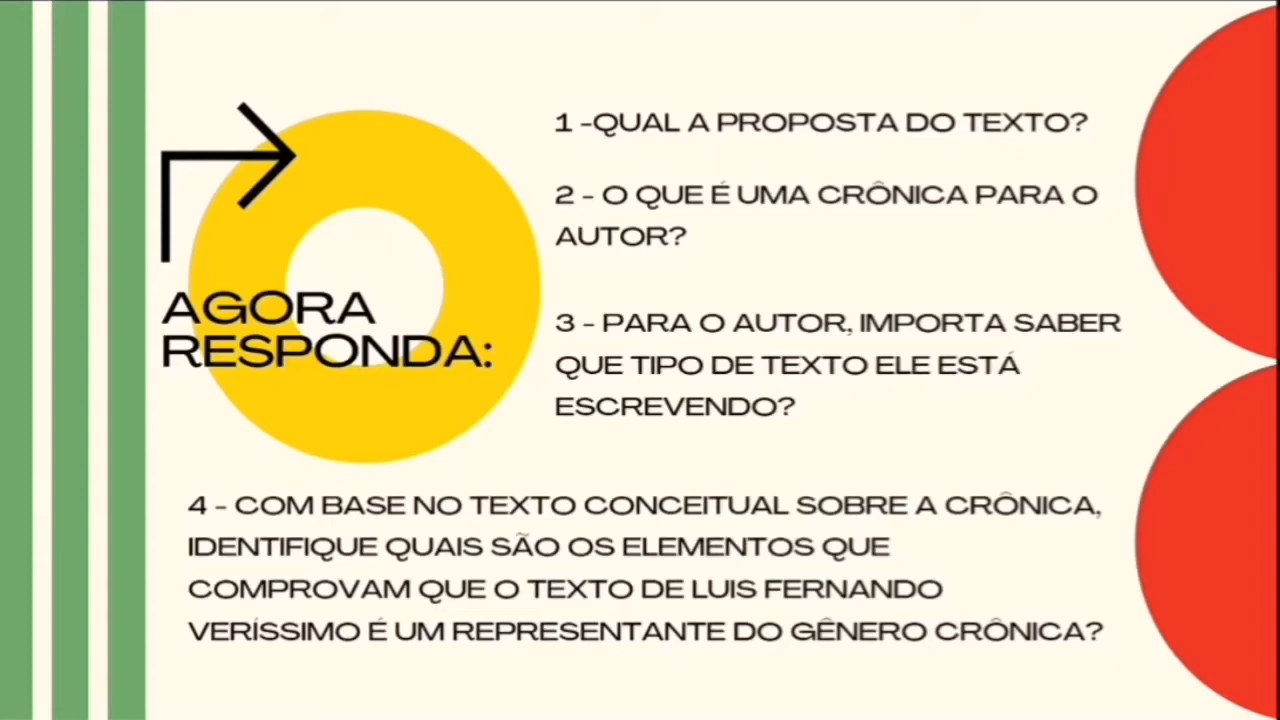 AGORA
RESPONDA:
1 -QUAL A PROPOSTA DO TEXTO?
2 - O QUE É UMA CRÔNICA PARA O
AUTOR?
3 - PARA O AUTOR, IMPORTA SABER
QUE TIPO DE TEXTO ELE ESTÁ
ESCREVENDO?
4 - COM BASE NO TEXTO CONCEITUAL SOBRE A CRÔNICA,
IDENTIFIQUE QUAIS SÃO OS ELEMENTOS QUE
COMPROVAM QUE O TEXTO DE LUIS FERNANDO
VERÍSSIMO É UM REPRESENTANTE DO GÊNERO CRÔNICA?